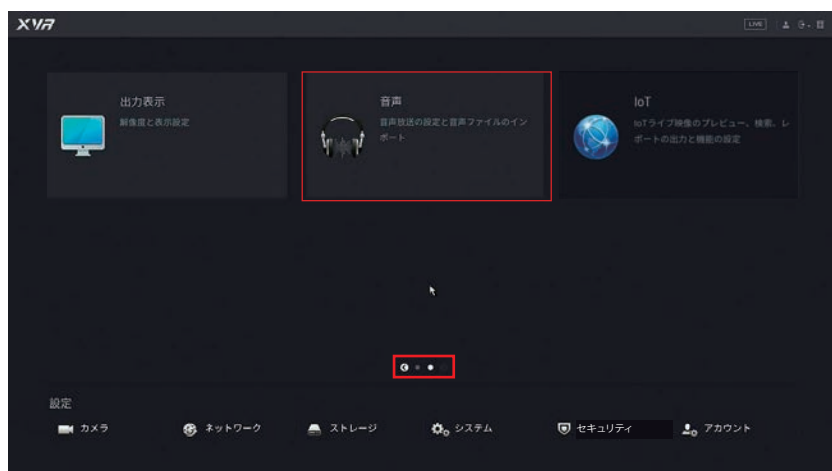 XVR
LIVE
出力表示
解像度と表示設定
音声
音声放送の設定と音声ファイルのイン
ポート
IoT
IoTライブ映像のプレビュー、検索、レ
ポートの出力と機能の設定
設定
カメラ
ネットワーク
ストレージ
システム
セキュリティ
アカウント